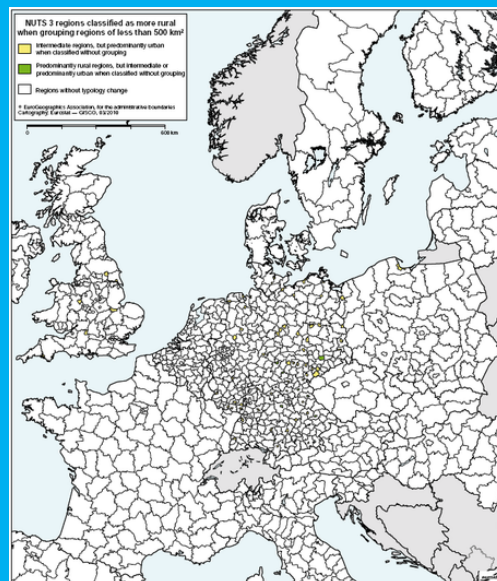 NUTS 3 regions classified as more rural
when grouping regions of less than 500 km²
Intermediate regions, but predominantly urban
when classified without grouping
Predominantly rural regions, but intermediate or
predominantly urban when classified without grouping
Regions without typology change
© EuroGeographics Association, for the administrative boundaries
Cartography: Eurostat — GISCO, 03/2010
0 600 km